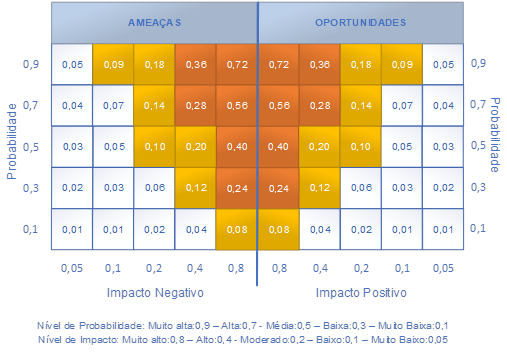 AMEAÇAS OPORTUNIDADES
0,9 0,05 0,09 0,18 0,36 0,72 0,72 0,36 0,18 0,09 0,05 0,9
0,7 0,04 0,07 0,14 0,28 0,56 0,56 0,28 0,14 0,07 0,04 0,7
0,5 0,03 0,05 0,10 0,20 0,40 0,40 0,20 0,10 0,05 0,03 0,5
0,3 0,02 0,03 0,06 0,12 0,24 0,24 0,12 0,06 0,03 0,02 0,3
0,1 0,01 0,01 0,02 0,04 0,08 0,08 0,04 0,02 0,01 0,01 0,1
Probabilidade
Probabilidade
0,05 0,1 0,2 0,4 0,8 0,8 0,4 0,2 0,1 0,05
Impacto Negativo Impacto Positivo
Nível de Probabilidade: Muito alta:0,9 – Alta:0,7 - Média:0,5 – Baixa:0,3 – Muito Baixa:0,1
Nível de Impacto: Muito alto:0,8 – Alto:0,4 - Moderado:0,2 – Baixo:0,1 – Muito Baixo:0,05